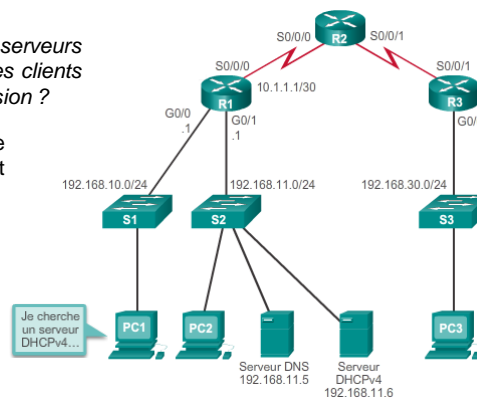 serveurs
es clients
sion ?
e
t
R2
S0/0/0
S0/0/1
S0/0/0
S0/0/1
10.1.1.1/30
R1
R3
G0/0
.1
G0/1
.1
G0/
192.168.10.0/24
192.168.11.0/24
192.168.30.0/24
S1
S2
S3
Je cherche
un serveur
DHCPv4...
PC1
PC2
PC3
Serveur DNS
192.168.11.5
Serveur
DHCPv4
192.168.11.6